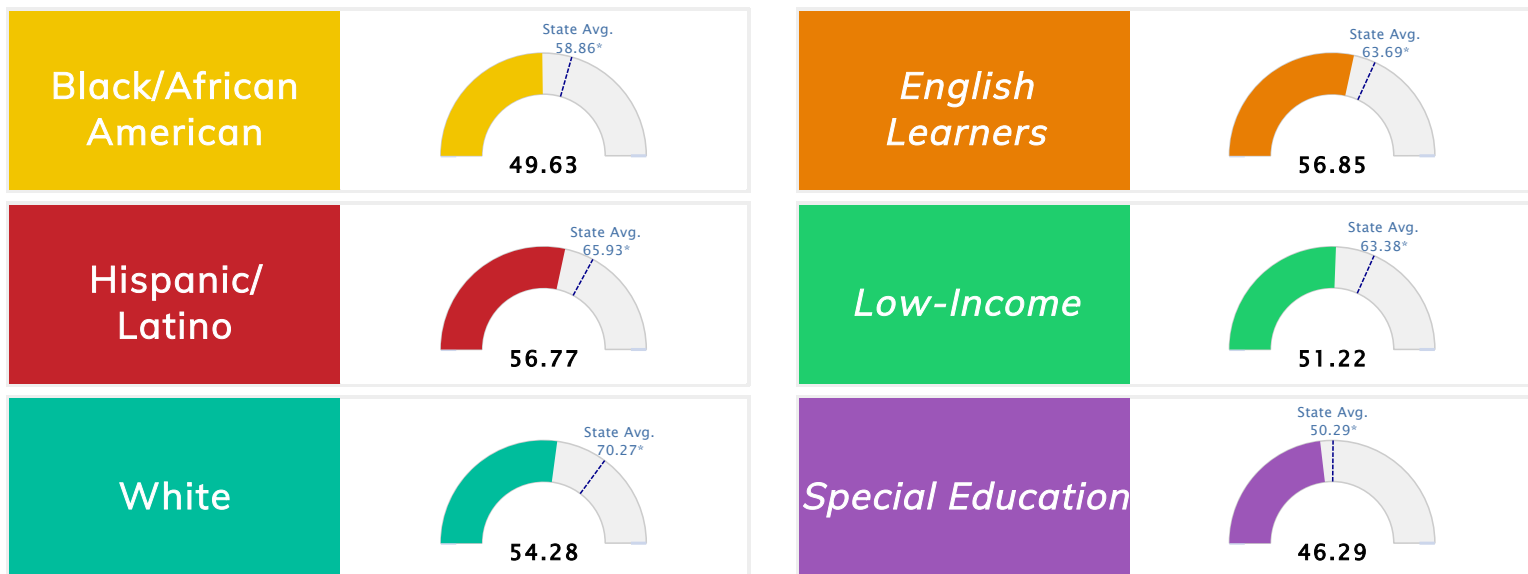 Black/African
American
State Avg.
58.86*
49.63
English
Learners
State Avg.
63.69*
56.85
Hispanic/
Latino
State Avg.
65.93*
56.77
Low-Income
State Avg.
63.38*
51.22
White
State Avg.
70.27*
54.28
Special Education
State Avg.
50.29*
46.29